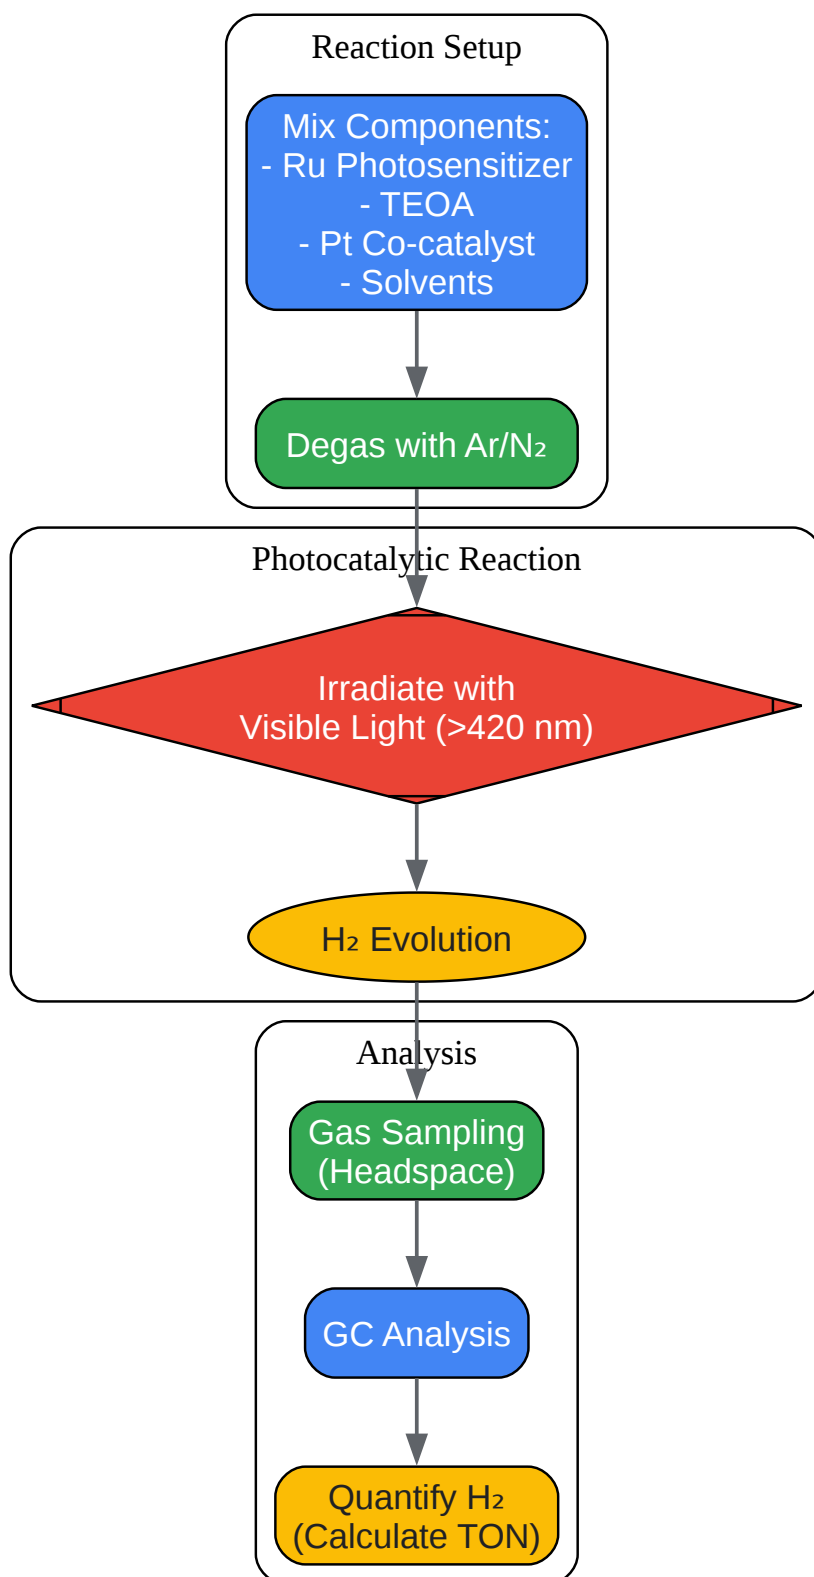 Reaction Setup
Mix Components:
- Ru Photosensitizer
- TEOA
- Pt Co-catalyst
- Solvents
Degas with Ar/N₂
Photocatalytic Reaction
Irradiate with
Visible Light (>420 nm)
H₂ Evolution
Analysis
Gas Sampling
(Headspace)
GC Analysis
Quantify H₂
(Calculate TON)